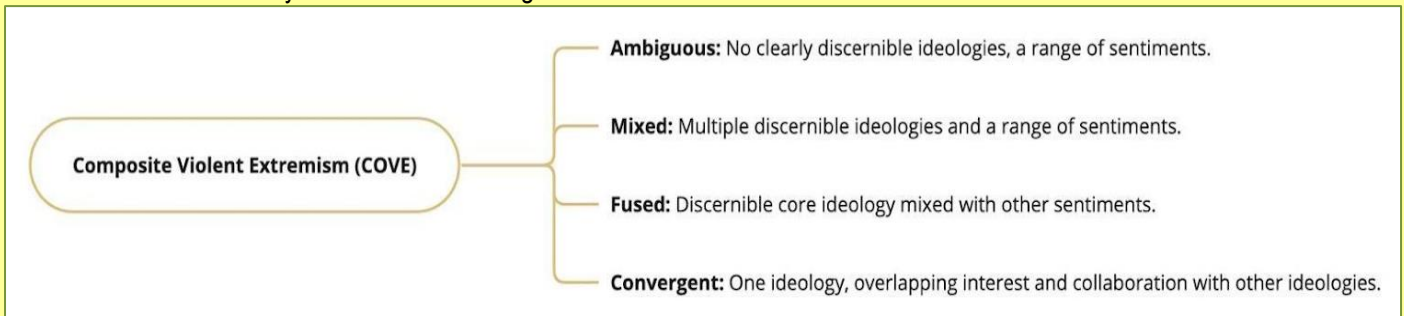 Ambiguous: No clearly discernible ideologies, a range of sentiments.
Mixed: Multiple discernible ideologies and a range of sentiments.
Composite Violent Extremism (COVE)
Fused: Discernible core ideology mixed with other sentiments.
Convergent: One ideology, overlapping interest and collaboration with other ideologies.